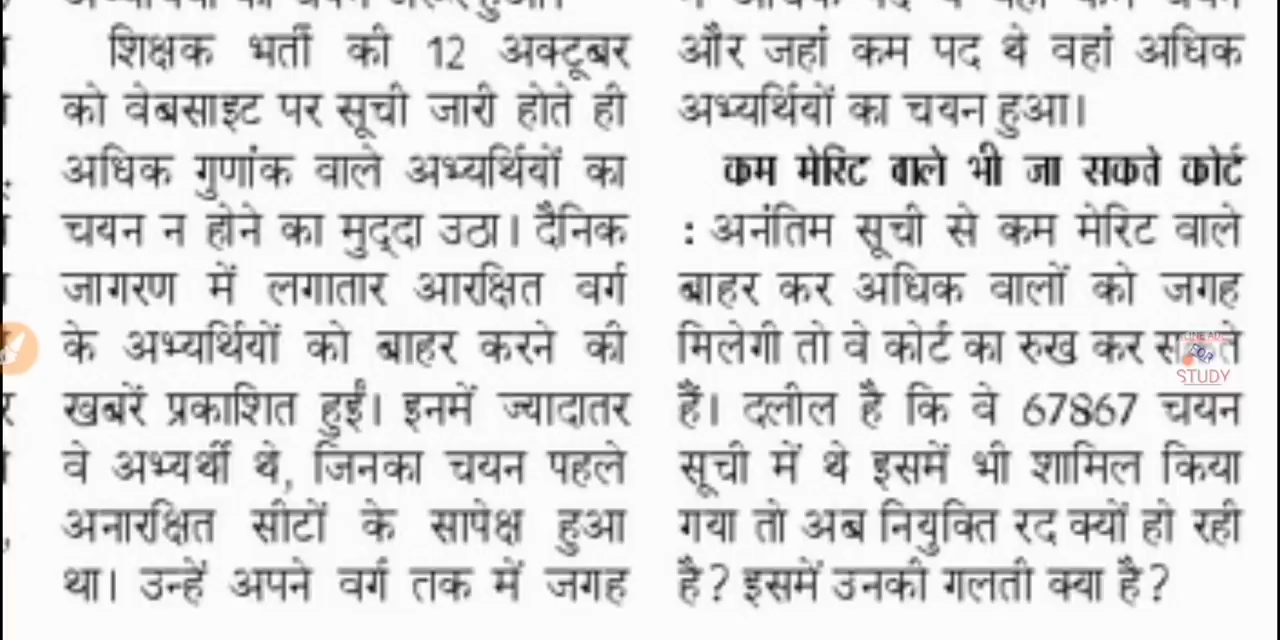 शिक्षक भर्ती की 12 अक्टूबर
को वेबसाइट पर सूची जारी होते ही
अधिक गुणांक वाले अभ्यर्थियों का
चयन न होने का मुद्दा उठा। दैनिक
जागरण में लगातार आरक्षित वर्ग
के अभ्यर्थियों को बाहर करने की
खबरें प्रकाशित हुईं। इनमें ज्यादातर
वे अभ्यर्थी थे, जिनका चयन पहले
अनारक्षित सीटों के सापेक्ष हुआ
था। उन्हें अपने वर्ग तक में जगह
और जहां कम पद थे वहां अधिक
अभ्यर्थियों का चयन हुआ।
कम मेरिट वाले भी जा सकते कोर्ट
: अनंतिम सूची से कम मेरिट वाले
बाहर कर अधिक वालों को जगह
मिलेगी तो वे कोर्ट का रुख कर सकते
हैं। दलील है कि वे 67867 चयन
सूची में थे इसमें भी शामिल किया
गया तो अब नियुक्ति रद क्यों हो रही
है? इसमें उनकी गलती क्या है?
FOR
STUDY